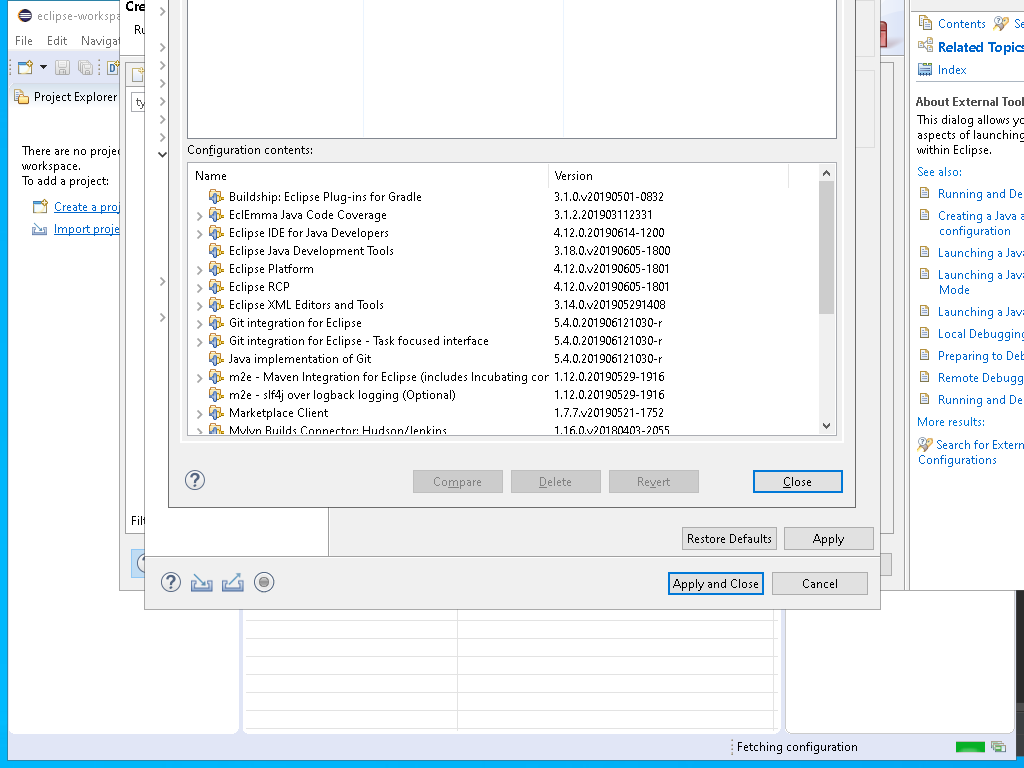 eclipse-workspa
File Edit Navigat
Project Explorer
There are no projec
workspace.
To add a project:
Create a proj
Import proje
Cre
Ru
ty
Filt
Configuration contents:
Name Version
Buildship: Eclipse Plug-ins for Gradle 3.1.0.v20190501-0832
EclEmma Java Code Coverage 3.1.2.201903112331
Eclipse IDE for Java Developers 4.12.0.20190614-1200
Eclipse Java Development Tools 3.18.0.v20190605-1800
Eclipse Platform 4.12.0.v20190605-1801
Eclipse RCP 4.12.0.v20190605-1801
Eclipse XML Editors and Tools 3.14.0.v201905291408
Git integration for Eclipse 5.4.0.201906121030-r
Git integration for Eclipse - Task focused interface 5.4.0.201906121030-r
Java implementation of Git 5.4.0.201906121030-r
m2e - Maven Integration for Eclipse (includes Incubating cor 1.12.0.20190529-1916
m2e - slf4j over logback logging (Optional) 1.12.0.20190529-1916
Marketplace Client 1.7.7.v20190521-1752
Mylyn Builds Connector: Hudson/Jenkins 1.16.0.v20180403-2055
Compare Delete Revert Close
Restore Defaults Apply
Apply and Close Cancel
Contents Se
Related Topics
Index
About External Tool
This dialog allows yo
aspects of launching
within Eclipse.
See also:
Running and De
Creating a Java a
configuration
Launching a Java
Launching a Java
Mode
Launching a Java
Local Debugging
Preparing to Deb
Remote Debugg
Running and De
More results:
Search for Extern
Configurations
Fetching configuration